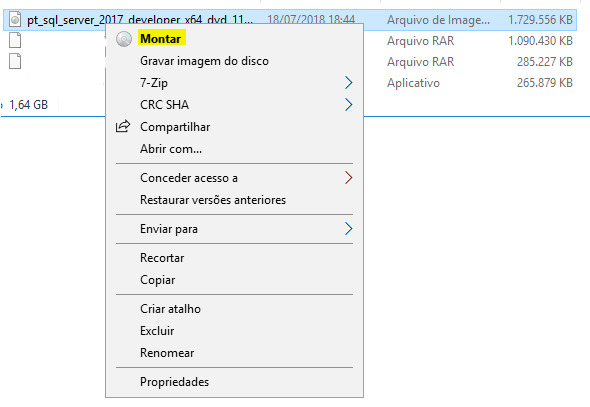 pt_sql_server_2017_developer_x64_dvd_11... 18/07/2018 18:44 Arquivo de Image... 1.729.556 KB
Montar Arquivo RAR 1.090.430 KB
Gravar imagem do disco Arquivo RAR 285.227 KB
7-Zip Aplicativo 265.879 KB
1,64 GB CRC SHA
Compartilhar
Abrir com...
Conceder acesso a
Restaurar versões anteriores
Enviar para
Recortar
Copiar
Criar atalho
Excluir
Renomear
Propriedades